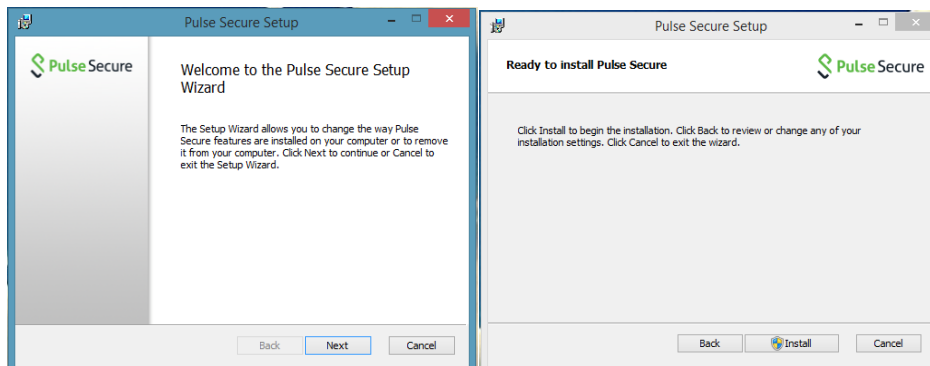 Pulse Secure Setup
Pulse Secure
Welcome to the Pulse Secure Setup
Wizard
The Setup Wizard allows you to change the way Pulse
Secure features are installed on your computer or to remove
it from your computer. Click Next to continue or Cancel to
exit the Setup Wizard.
Back
Next
Cancel
Pulse Secure Setup
Ready to install Pulse Secure
Pulse Secure
Click Install to begin the installation. Click Back to review or change any of your
installation settings. Click Cancel to exit the wizard.
Back
Install
Cancel